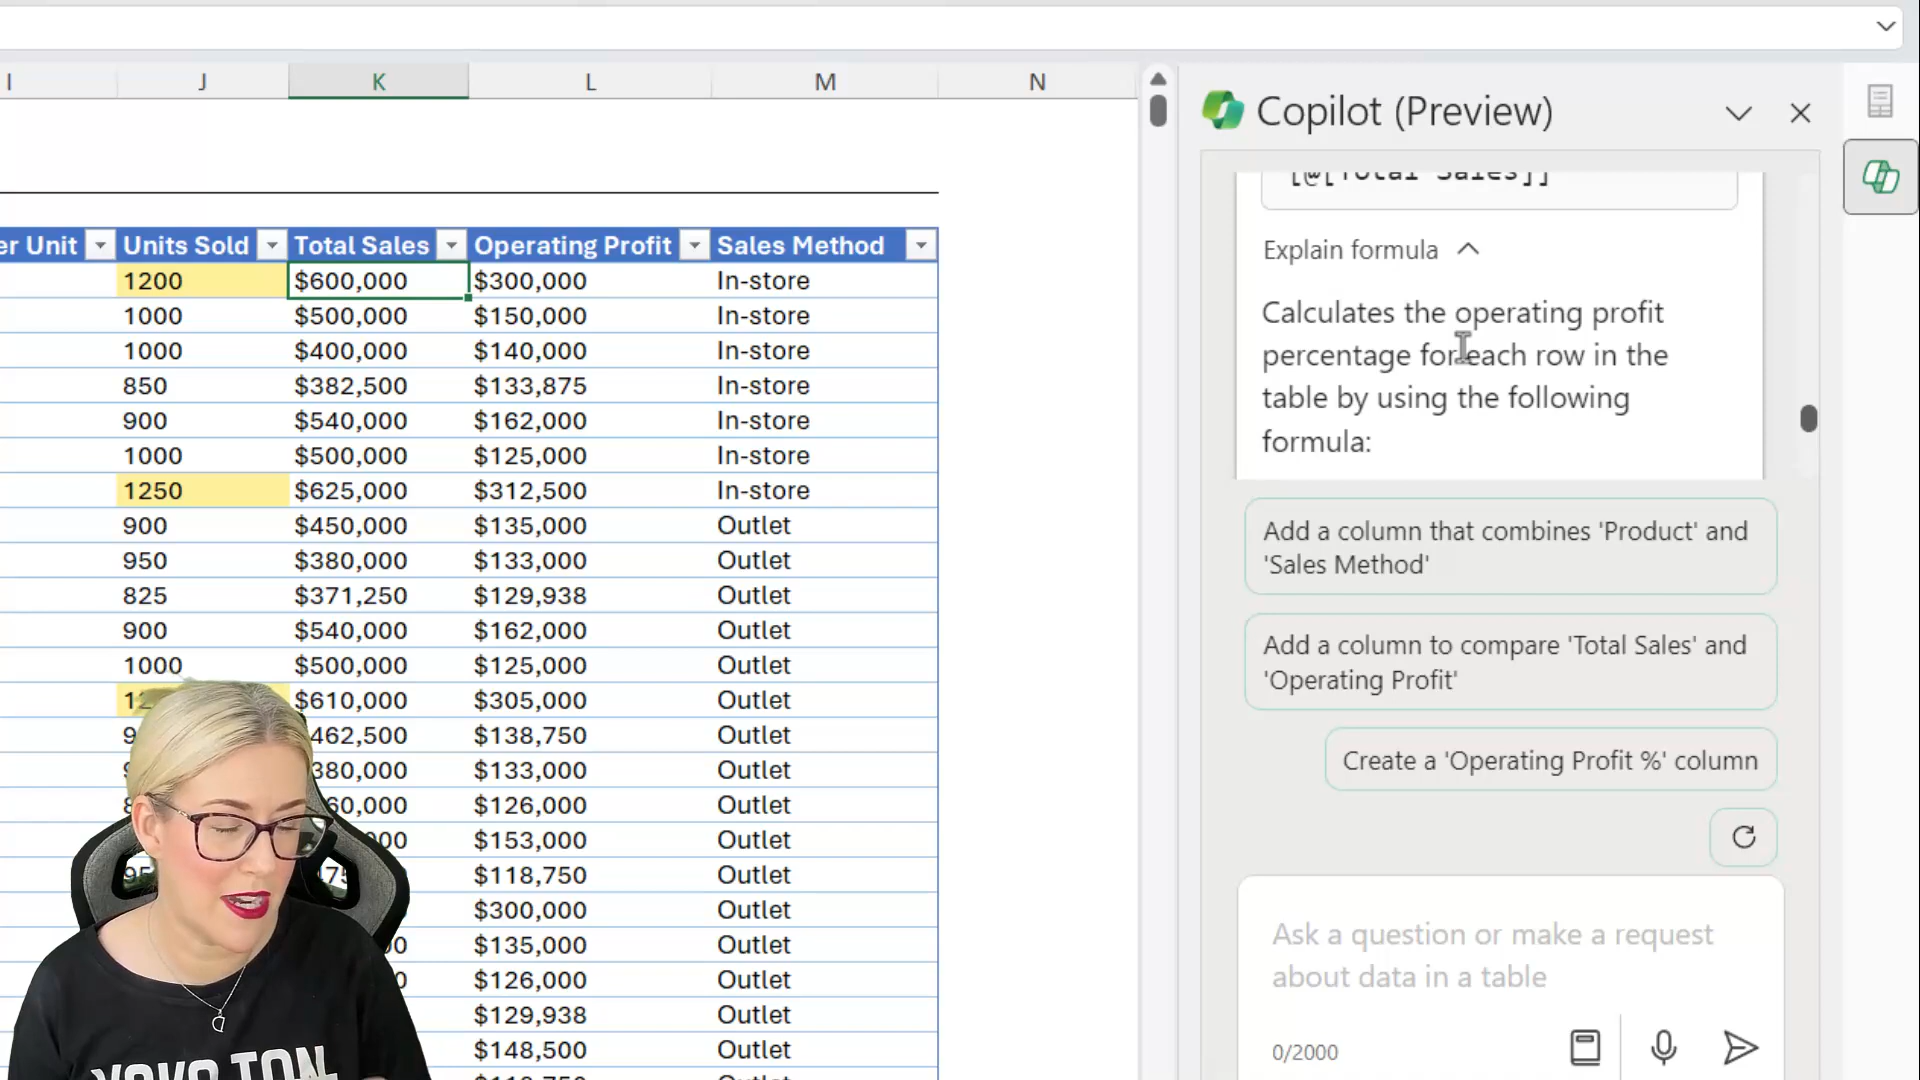 I J K L M N
er Unit Units Sold Total Sales Operating Profit Sales Method
1200 $600,000 $300,000 In-store
1000 $500,000 $150,000 In-store
1000 $400,000 $140,000 In-store
850 $382,500 $133,875 In-store
900 $540,000 $162,000 In-store
1000 $500,000 $125,000 In-store
1250 $625,000 $312,500 In-store
900 $450,000 $135,000 Outlet
950 $380,000 $133,000 Outlet
825 $371,250 $129,938 Outlet
900 $540,000 $162,000 Outlet
1000 $500,000 $125,000 Outlet
$610,000 $305,000 Outlet
462,500 $138,750 Outlet
380,000 $133,000 Outlet
60,000 $126,000 Outlet
$153,000 Outlet
$118,750 Outlet
$300,000 Outlet
$135,000 Outlet
$126,000 Outlet
$129,938 Outlet
$148,500 Outlet
Copilot (Preview)
[@[Total Sales]]
Explain formula
Calculates the operating profit
percentage for each row in the
table by using the following
formula:
Add a column that combines 'Product' and
'Sales Method'
Add a column to compare 'Total Sales' and
'Operating Profit'
Create a 'Operating Profit %' column
Ask a question or make a request
about data in a table
0/2000